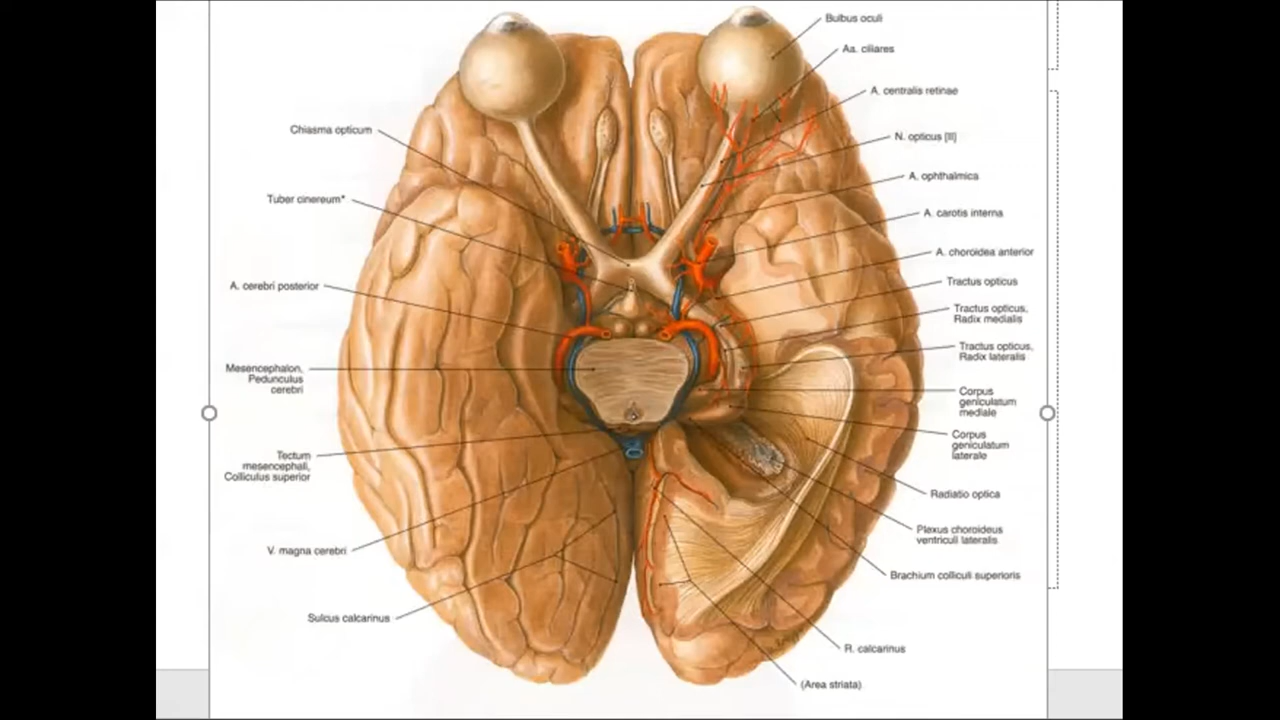 Chiasma opticum
Tuber cinereum*
A. cerebri posterior
Mesencephalon,
Pedunculus
cerebri
Tectum
mesencephali,
Colliculus superior
V. magna cerebri
Sulcus calcarinus
Bulbus oculi
Aa. ciliares
A. centralis retinae
N. opticus [II]
A. ophthalmica
A. carotis interna
A. choroidea anterior
Tractus opticus
Tractus opticus,
Radix medialis
Tractus opticus,
Radix lateralis
Corpus
geniculatum
mediale
Corpus
geniculatum
laterale
Radiatio optica
Plexus choroideus
ventriculi lateralis
Brachium colliculi superioris
R. calcarinus
(Area striata)